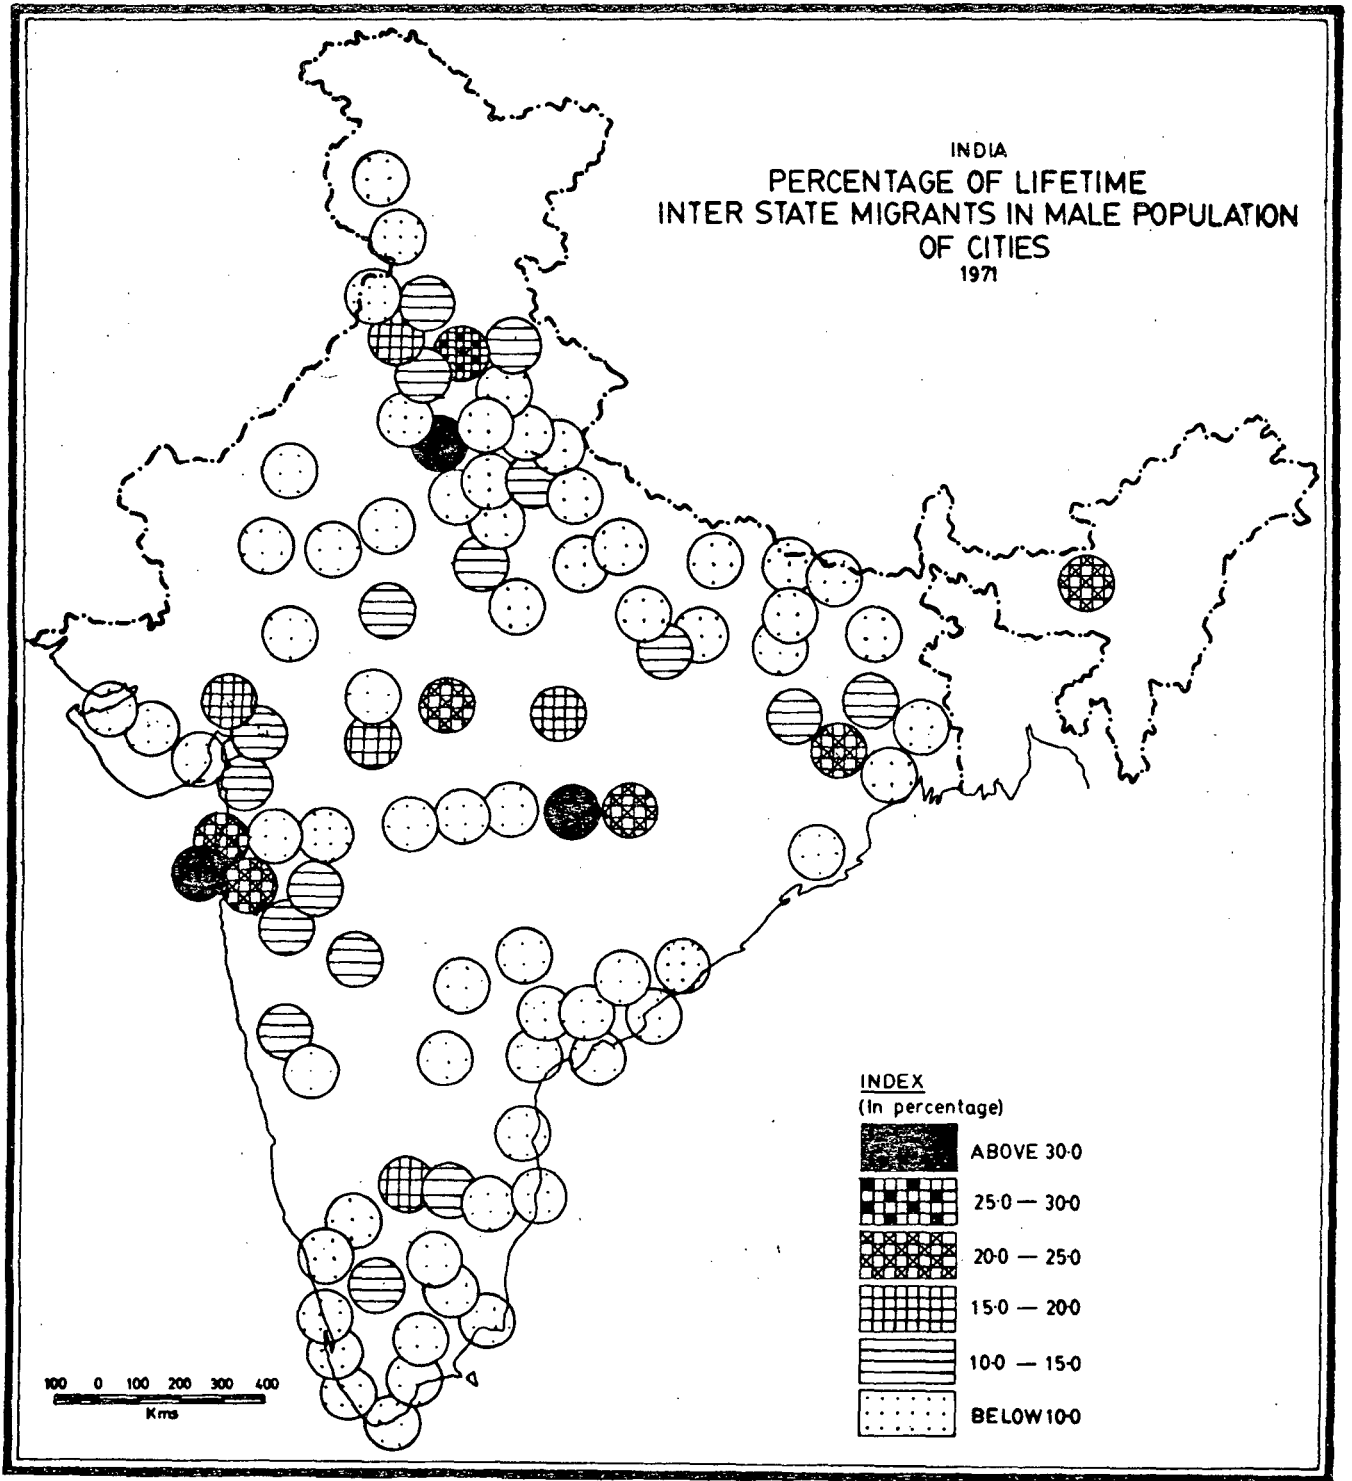 INDIA
PERCENTAGE OF LIFETIME
INTER STATE MIGRANTS IN MALE POPULATION
OF CITIES
1971
INDEX
(In percentage)
ABOVE 30·0
25·0 — 30·0
20·0 — 25·0
15·0 — 20·0
10·0 — 15·0
BELOW 10·0
100 0 100 200 300 400
Kms